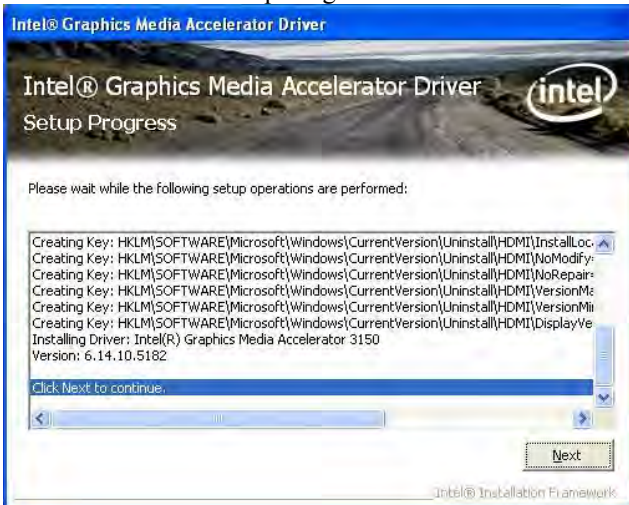 Intel® Graphics Media Accelerator Driver
Intel® Graphics Media Accelerator Driver
intel
Setup Progress
Please wait while the following setup operations are performed:
Creating Key: HKLM\SOFTWARE\Microsoft\Windows\CurrentVersion\Uninstall\HDMI\InstallLoc
Creating Key: HKLM\SOFTWARE\Microsoft\Windows\CurrentVersion\Uninstall\HDMI\NoModify=
Creating Key: HKLM\SOFTWARE\Microsoft\Windows\CurrentVersion\Uninstall\HDMI\NoRepair=
Creating Key: HKLM\SOFTWARE\Microsoft\Windows\CurrentVersion\Uninstall\HDMI\VersionMa
Creating Key: HKLM\SOFTWARE\Microsoft\Windows\CurrentVersion\Uninstall\HDMI\VersionMi
Creating Key: HKLM\SOFTWARE\Microsoft\Windows\CurrentVersion\Uninstall\HDMI\DisplayVe
Installing Driver: Intel(R) Graphics Media Accelerator 3150
Version: 6.14.10.5182
Click Next to continue.
Next
Intel® Installation Framework